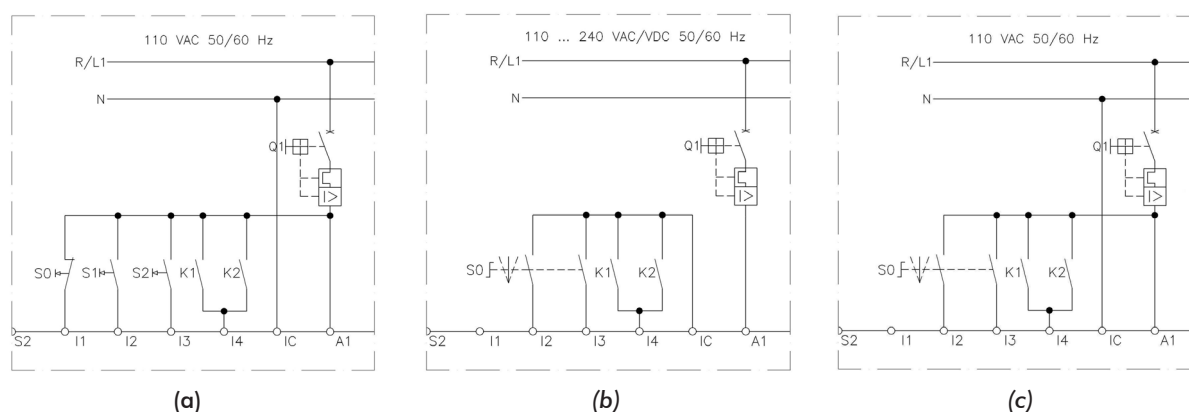 110 VAC 50/60 Hz
R/L1
N
Q1
I>
S0 S1 S2 K1 K2
S2 I1 I2 I3 I4 IC A1
(a)
110 ... 240 VAC/VDC 50/60 Hz
R/L1
N
Q1
I>
S0 K1 K2
S2 I1 I2 I3 I4 IC A1
(b)
110 VAC 50/60 Hz
R/L1
N
Q1
I>
S0 K1 K2
S2 I1 I2 I3 I4 IC A1
(c)